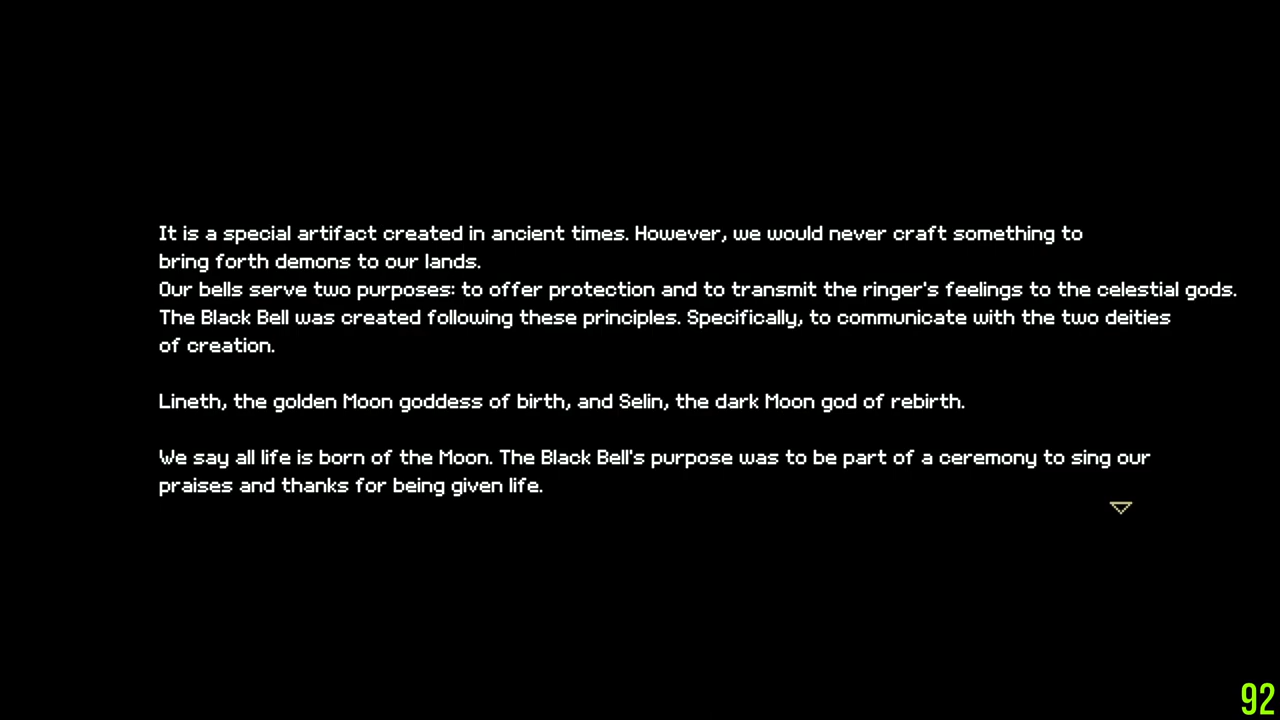 It is a special artifact created in ancient times. However, we would never craft something to
bring forth demons to our lands.
Our bells serve two purposes: to offer protection and to transmit the ringer's feelings to the celestial gods.
The Black Bell was created following these principles. Specifically, to communicate with the two deities
of creation.
Lineth, the golden Moon goddess of birth, and Selin, the dark Moon god of rebirth.
We say all life is born of the Moon. The Black Bell's purpose was to be part of a ceremony to sing our
praises and thanks for being given life.
92